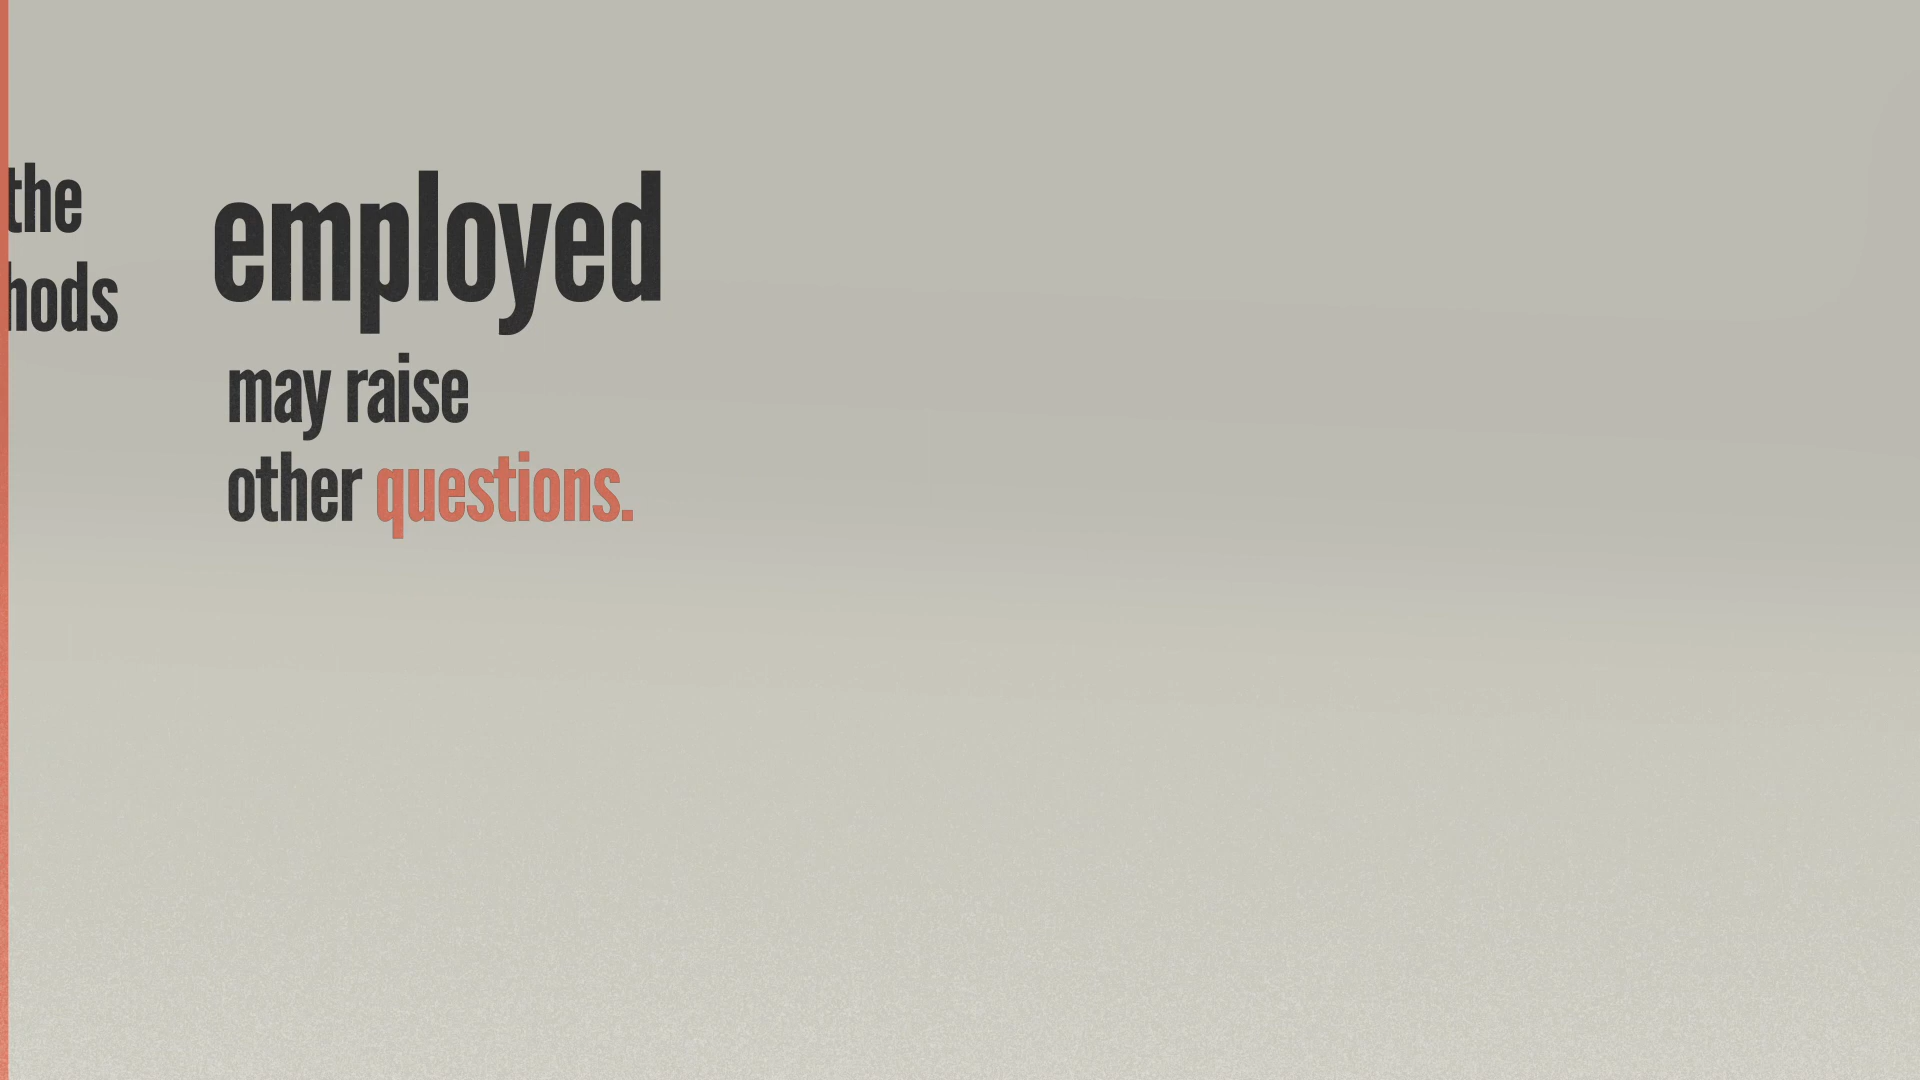 the
hods
employed
may raise
other questions.